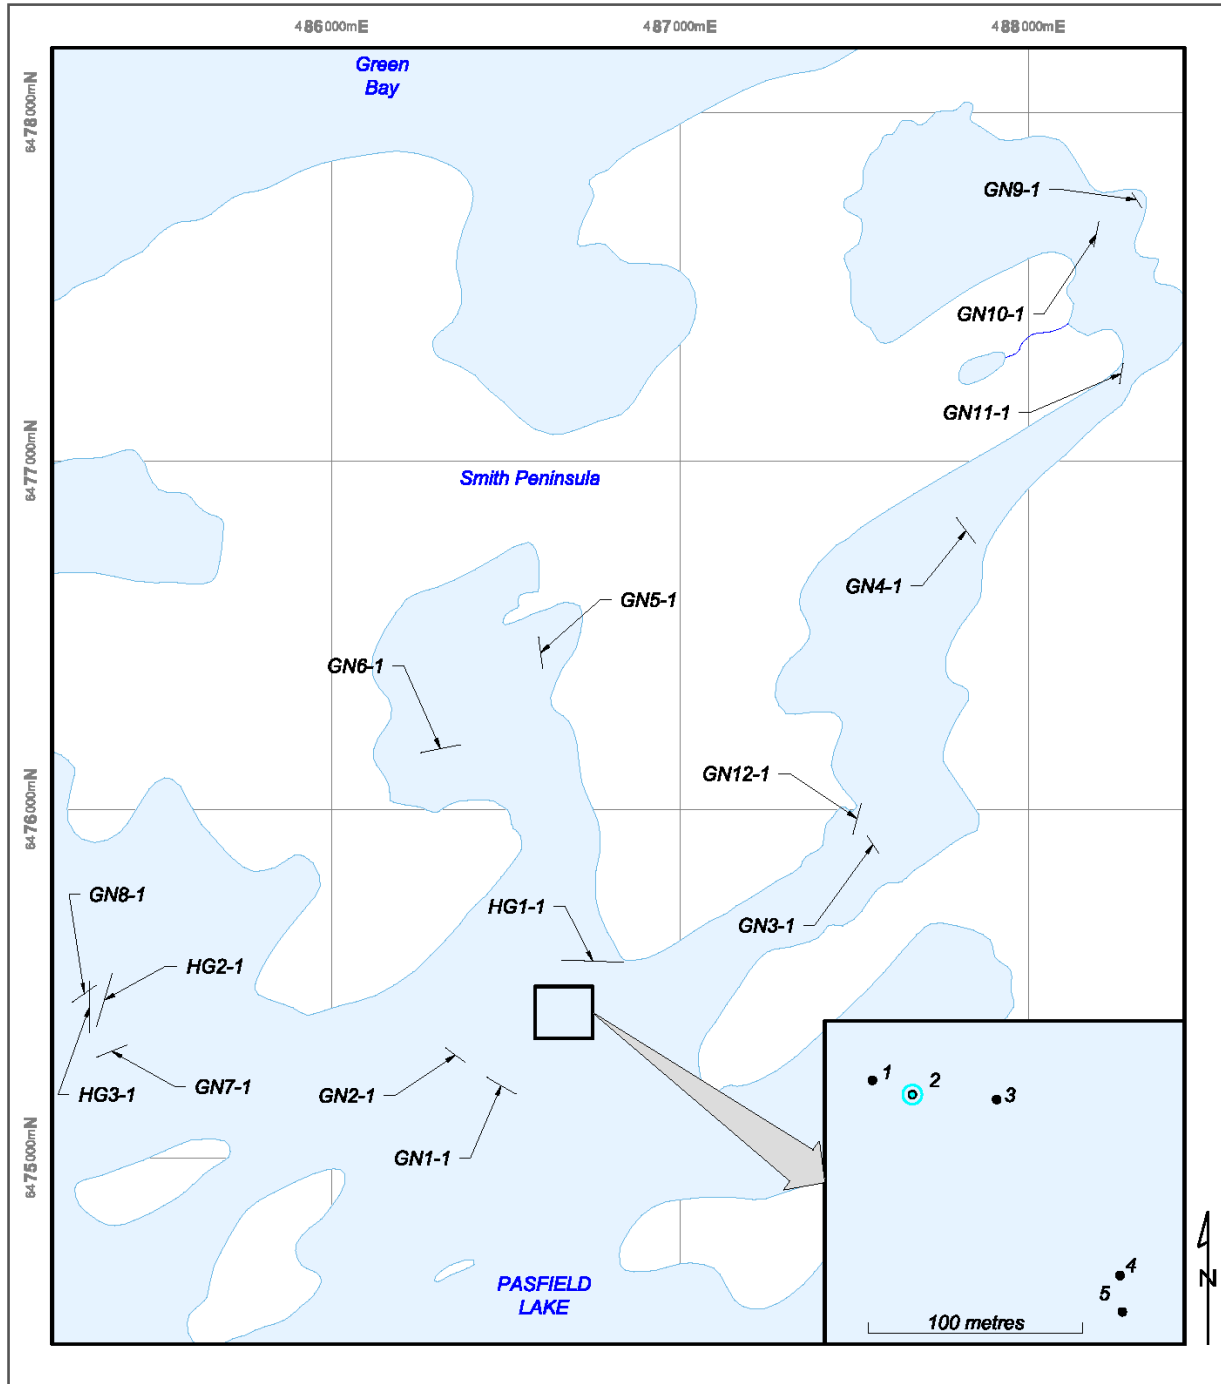 486000mE 487000mE 488000mE
Green
Bay
6478000mN
GN9-1
GN10-1
GN11-1
6477000mN
Smith Peninsula
GN4-1
GN5-1
GN6-1
GN12-1
6476000mN
GN8-1
HG1-1
GN3-1
HG2-1
GN7-1
HG3-1
GN2-1
GN1-1
6475000mN
1
2
3
4
5
100 metres
PASFIELD
LAKE
N